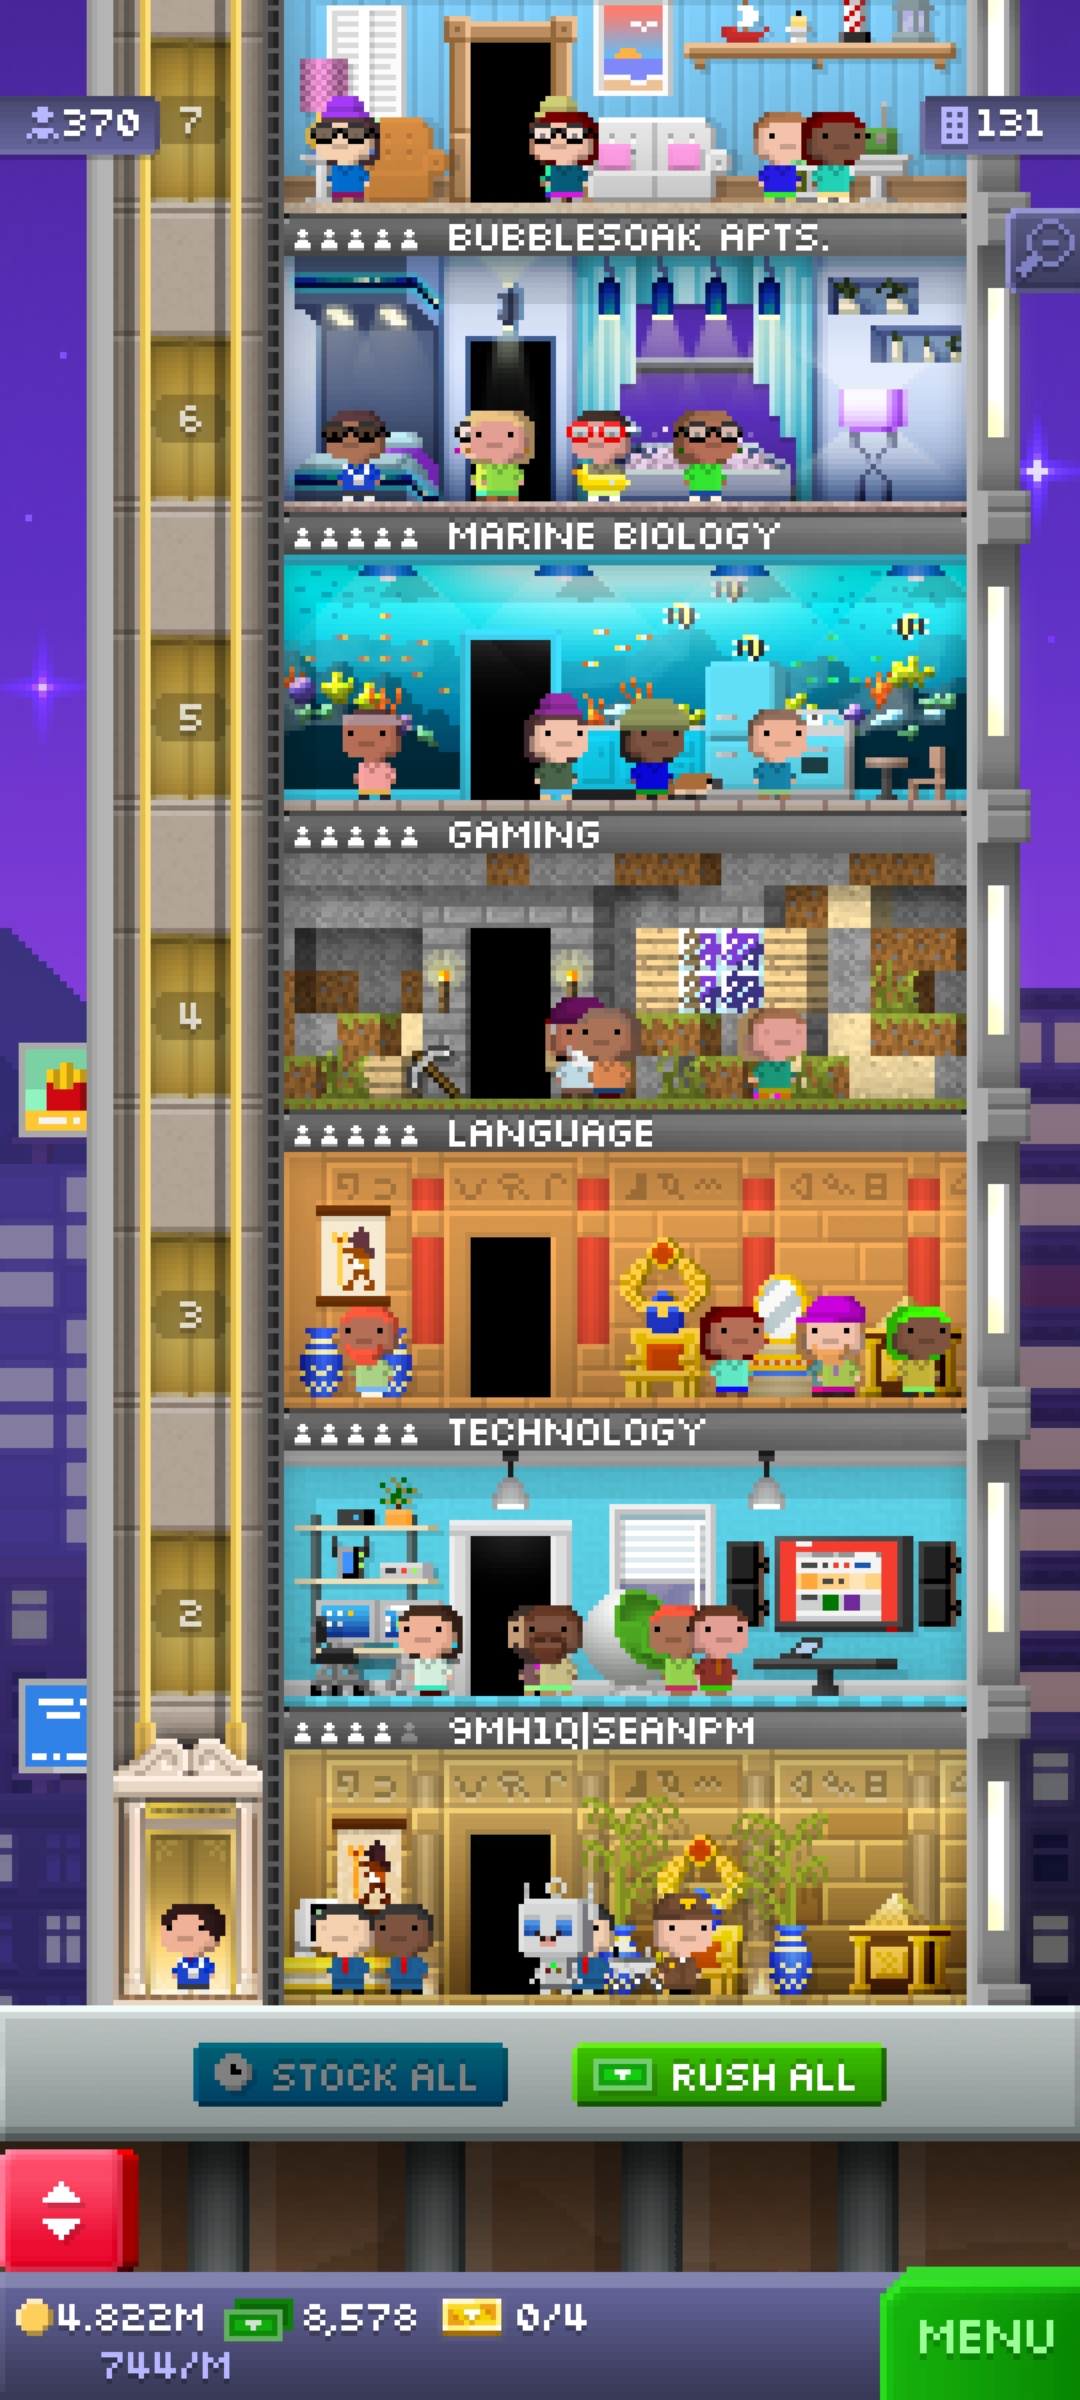 370
7
131
BUBBLESOAK APTS.
6
MARINE BIOLOGY
5
GAMING
4
LANGUAGE
3
TECHNOLOGY
2
9MH1Q|SEANPM
STOCK ALL
RUSH ALL
4.822M
8,578
0/4
744/M
MENU